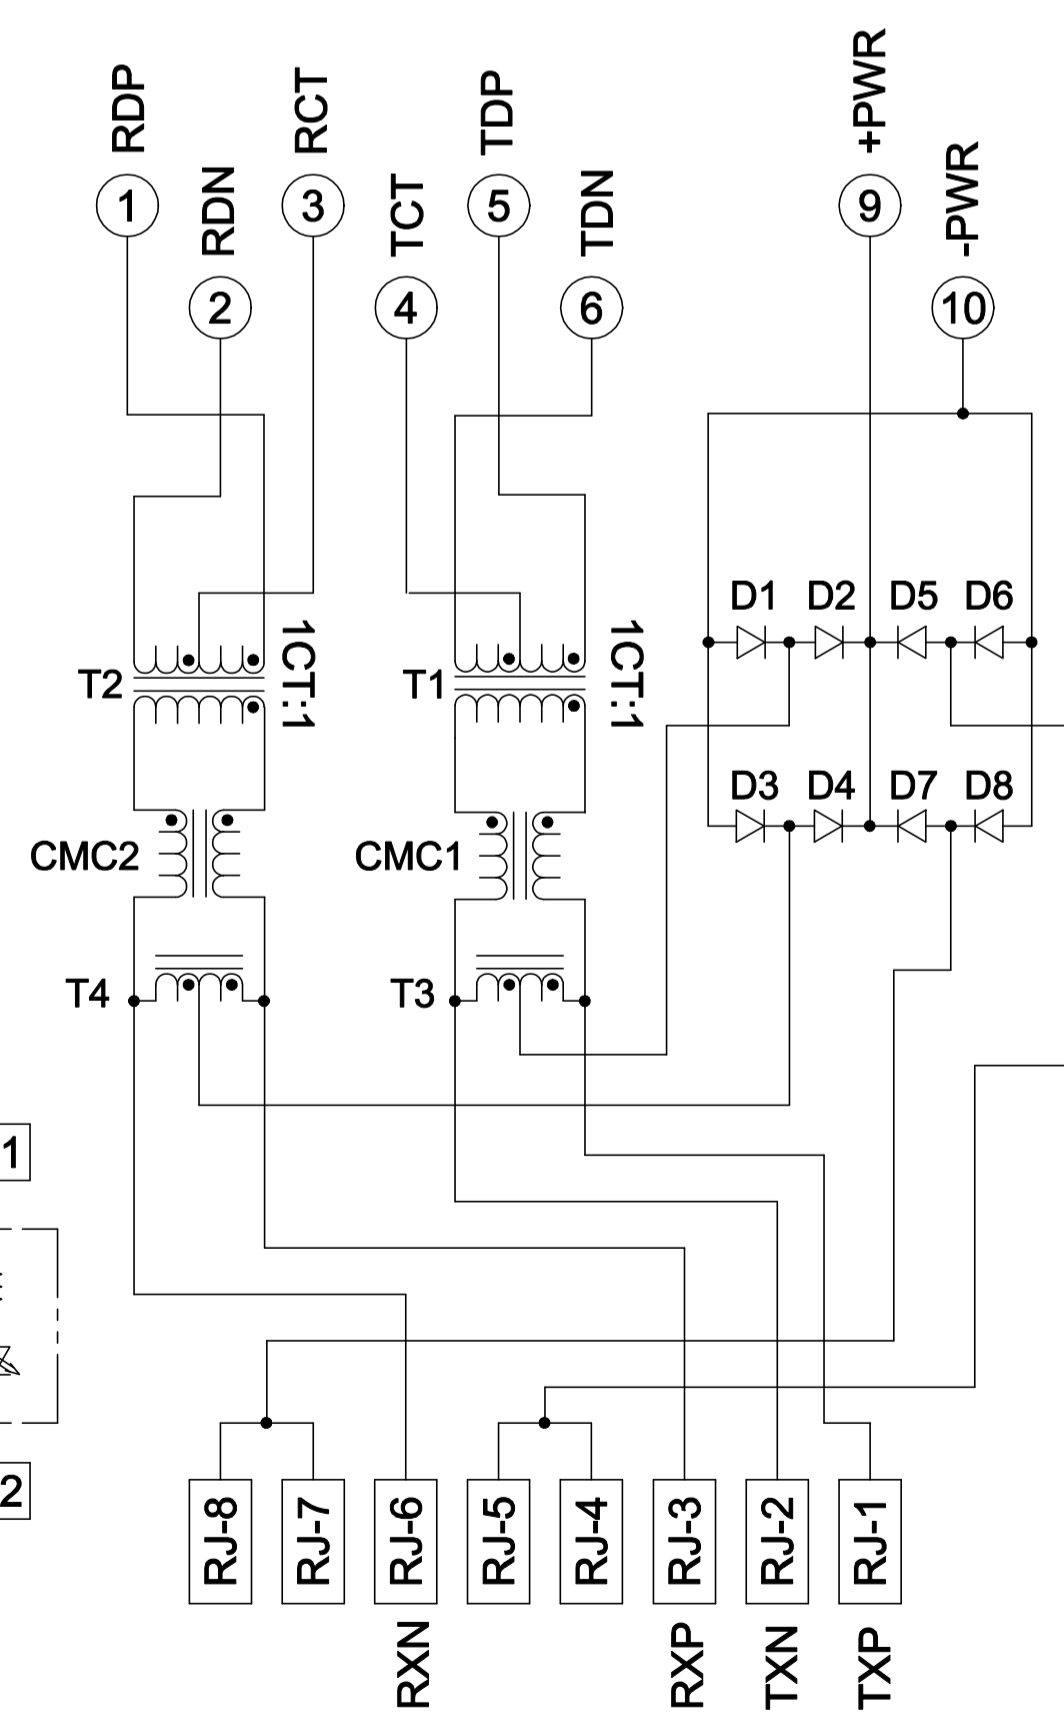 RDP
RCT
TDP
+PWR
1
RDN
3
TCT
5
TDN
9
-PWR
2
4
6
10
D1
D2
D5
D6
T2
1CT:1
T1
1CT:1
D3
D4
D7
D8
CMC2
CMC1
T4
T3
1
2
RJ-8
RJ-7
RJ-6
RJ-5
RJ-4
RJ-3
RJ-2
RJ-1
RXN
RXP
TXN
TXP